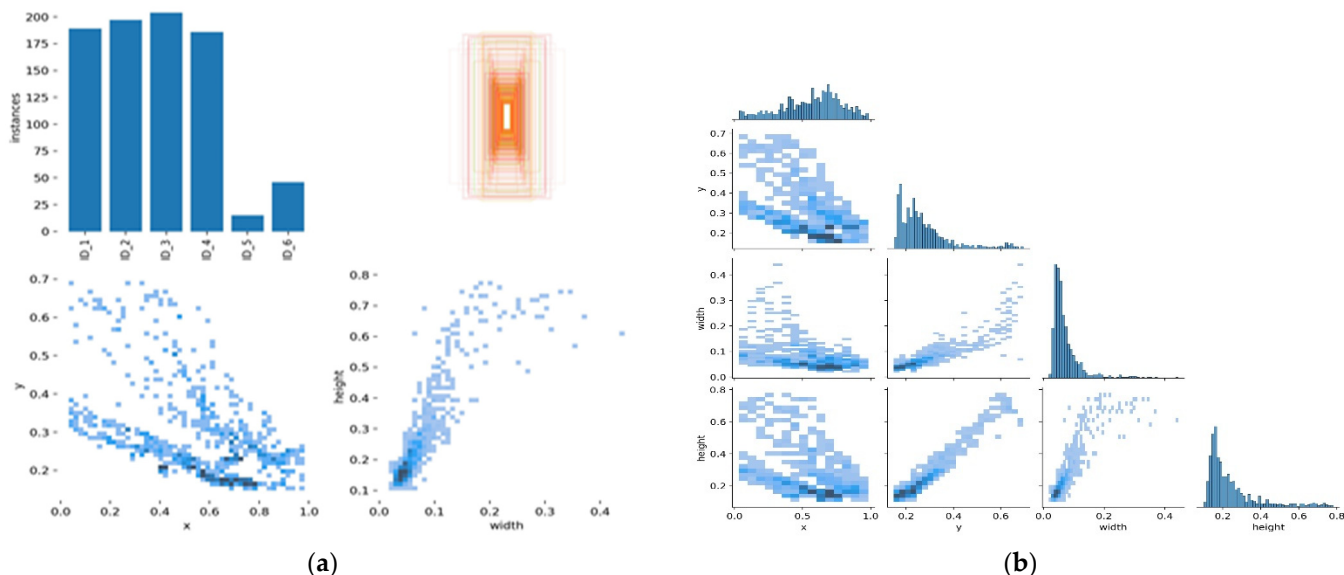 200
175
150
125
100
75
50
25
0
instances
ID_1
ID_2
ID_3
ID_4
ID_5
ID_6
0.7
0.6
0.5
0.4
0.3
0.2
y
0.0 0.2 0.4 0.6 0.8 1.0
x
0.8
0.7
0.6
0.5
0.4
0.3
0.2
0.1
height
0.0 0.1 0.2 0.3 0.4
width
(a)
0.7
0.6
0.5
0.4
0.3
0.2
y
0.4
0.3
0.2
0.1
0.0
width
0.8
0.6
0.4
0.2
height
0.0 0.5 1.0
x
0.2 0.4 0.6
y
0.0 0.2 0.4
width
0.2 0.4 0.6 0.8
height
(b)